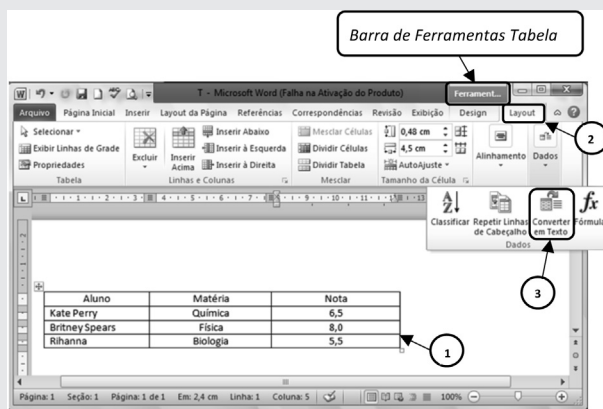 Barra de Ferramentas Tabela
T - Microsoft Word (Falha na Ativação do Produto)
Ferrament...
Arquivo Página Inicial Inserir Layout da Página Referências Correspondências Revisão Exibição Design Layout
2
Selecionar
Exibir Linhas de Grade
Propriedades
Tabela
Excluir
Inserir Acima
Inserir Abaixo
Inserir à Esquerda
Inserir à Direita
Linhas e Colunas
Mesclar Células
Dividir Células
Dividir Tabela
Mesclar
0,48 cm
4,5 cm
AutoAjuste
Tamanho da Célula
Alinhamento
Dados
Classificar
Repetir Linhas de Cabeçalho
Converter em Texto
Fórmula
Dados
3
Aluno Matéria Nota
Kate Perry Química 6,5
Britney Spears Física 8,0
Rihanna Biologia 5,5
1
Página: 1 Seção: 1 Página: 1 de 1 Em: 2,4 cm Linha: 1 Coluna: 5 100%